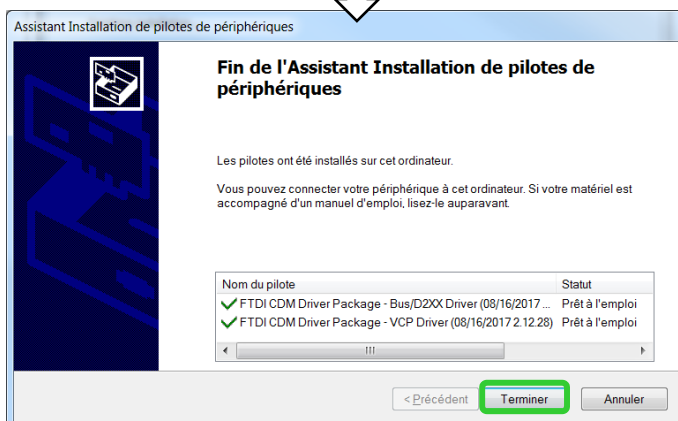 Assistant Installation de pilotes de périphériques
Fin de l'Assistant Installation de pilotes de
périphériques
Les pilotes ont été installés sur cet ordinateur.
Vous pouvez connecter votre périphérique à cet ordinateur. Si votre matériel est
accompagné d'un manuel d'emploi, lisez-le auparavant.
Nom du pilote Statut
FTDI CDM Driver Package - Bus/D2XX Driver (08/16/2017 ... Prêt à l'emploi
FTDI CDM Driver Package - VCP Driver (08/16/2017 2.12.28) Prêt à l'emploi
< Précédent Terminer Annuler